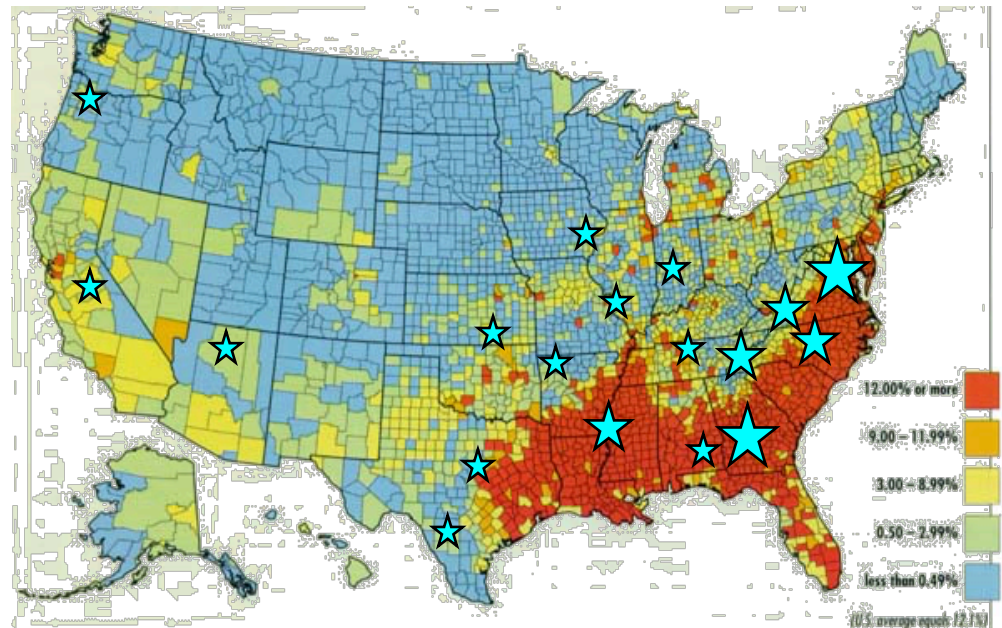 12.00% or more
9.00 – 11.99%
3.00 – 8.99%
0.50 – 2.99%
less than 0.49%
(U.S. average equals 12.1%)